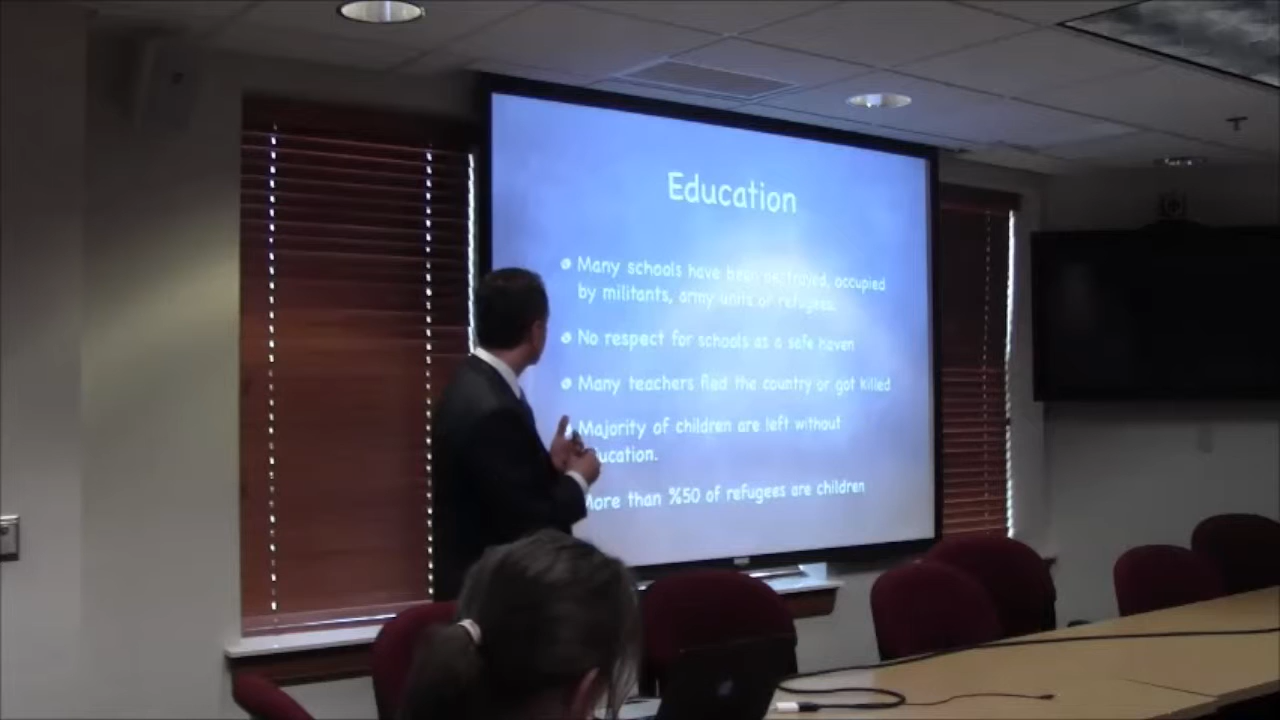 Education
Many schools have been destroyed, occupied
by militants, army units or refugees.
No respect for schools as a safe haven
Many teachers fled the country or got killed
Majority of children are left without
ucation.
More than %50 of refugees are children